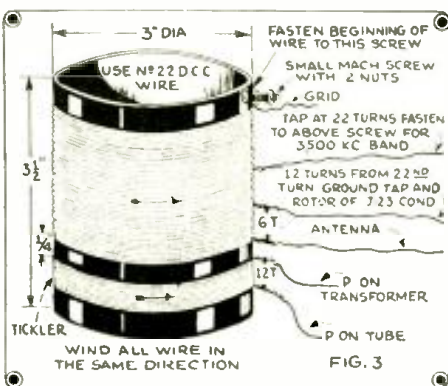 3" DIA
FASTEN BEGINNING OF
WIRE TO THIS SCREW
USE Nº 22 D C C
WIRE
SMALL MACH SCREW
WITH 2 NUTS
GRID
TAP AT 22 TURNS FASTEN
TO ABOVE SCREW FOR
3500 KC BAND
3½"
12 TURNS FROM 22ND
TURN GROUND TAP AND
ROTOR OF J23 COND
6T
ANTENNA
¼"
12T
P ON
TRANSFORMER
TICKLER
P ON TUBE
WIND ALL WIRE IN
THE SAME DIRECTION
FIG. 3